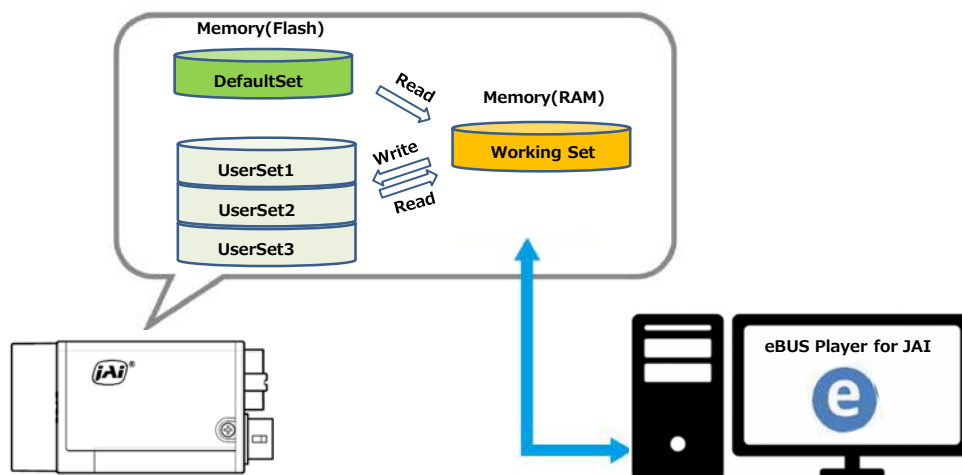 Memory(Flash)
DefaultSet
Read
Memory(RAM)
Working Set
Write
Read
UserSet1
UserSet2
UserSet3
JAi®
eBUS Player for JAI
e